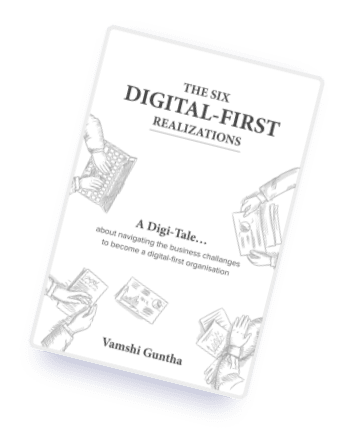 THE SIX
DIGITAL-FIRST
REALIZATIONS
A Digi-Tale...
about navigating the business challanges
to become a digital-first organisation
Vamshi Guntha